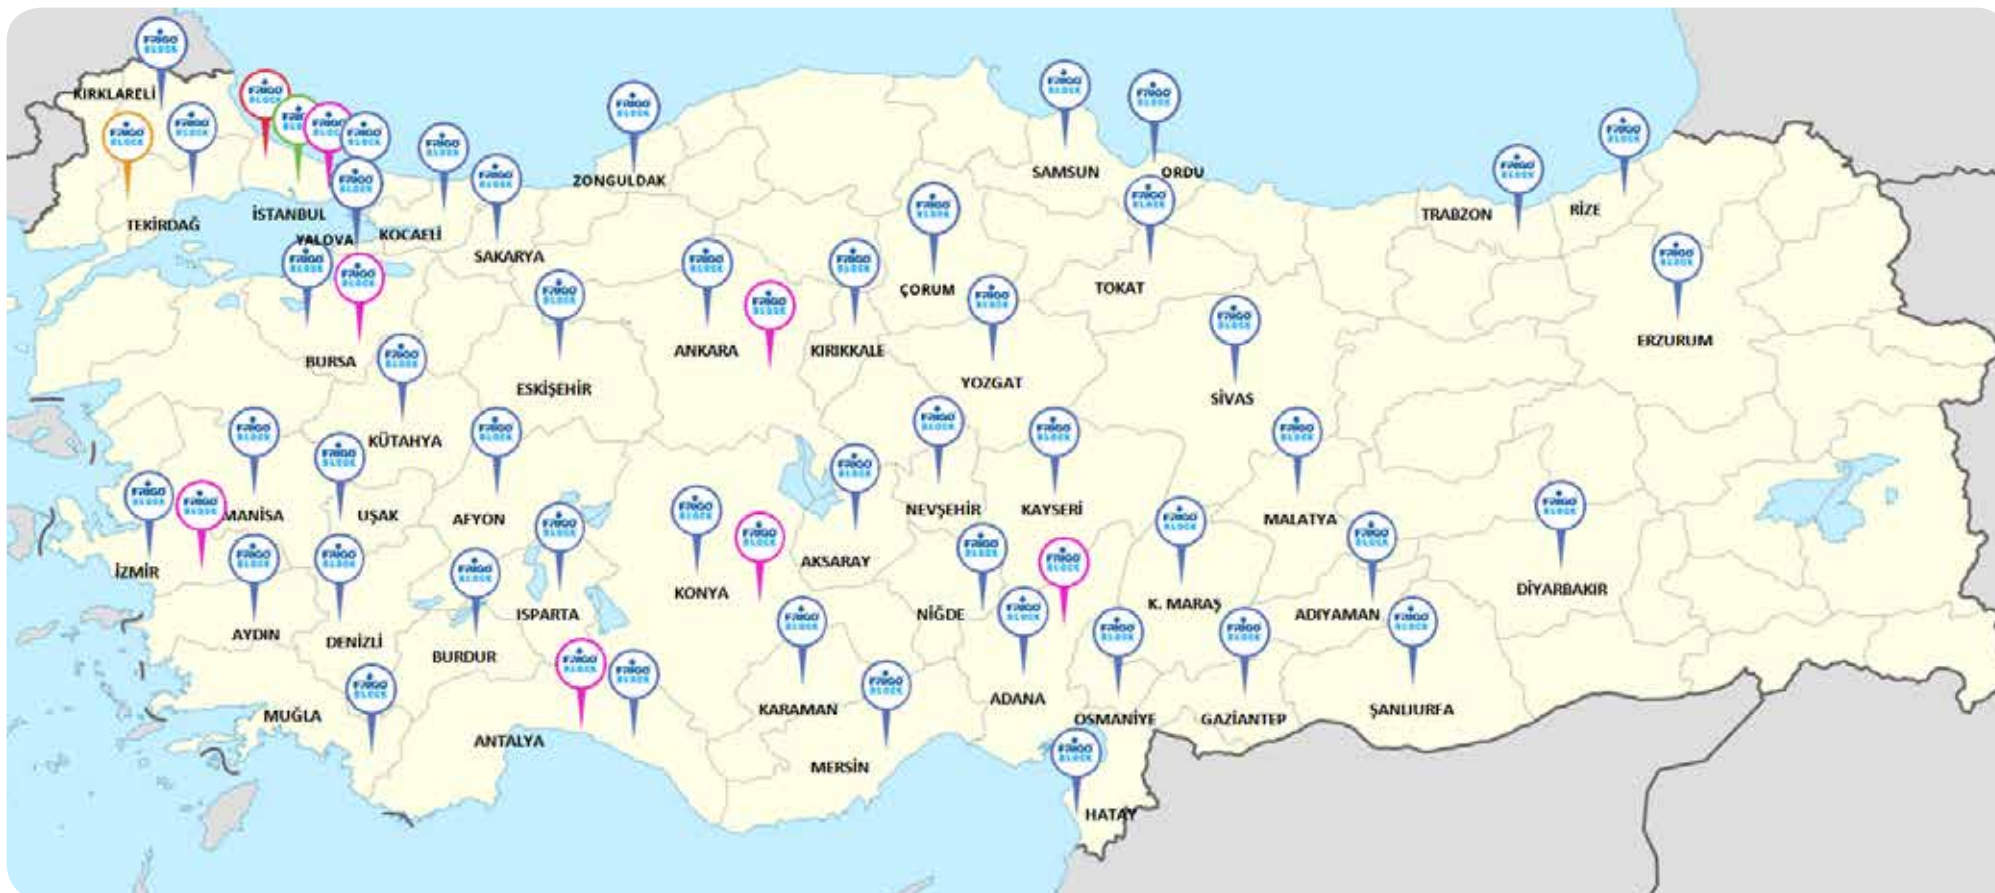 FRIGO
BLOCK
KIRKLARELİ
TEKİRDAĞ
İSTANBUL
YALOVA
KOCAELİ
SAKARYA
ZONGULDAK
SAMSUN
ORDU
TRABZON
RİZE
BURSA
ESKİŞEHİR
ANKARA
KIRIKKALE
ÇORUM
YOZGAT
TOKAT
SİVAS
ERZURUM
KÜTAHYA
MANİSA
UŞAK
AFYON
NEVŞEHİR
KAYSERİ
MALATYA
İZMİR
AYDIN
DENİZLİ
BURDUR
ISPARTA
KONYA
AKSARAY
NİĞDE
K. MARAŞ
ADIYAMAN
DİYARBAKIR
MUĞLA
ANTALYA
KARAMAN
MERSİN
ADANA
OSMANİYE
GAZİANTEP
ŞANLIURFA
HATAY